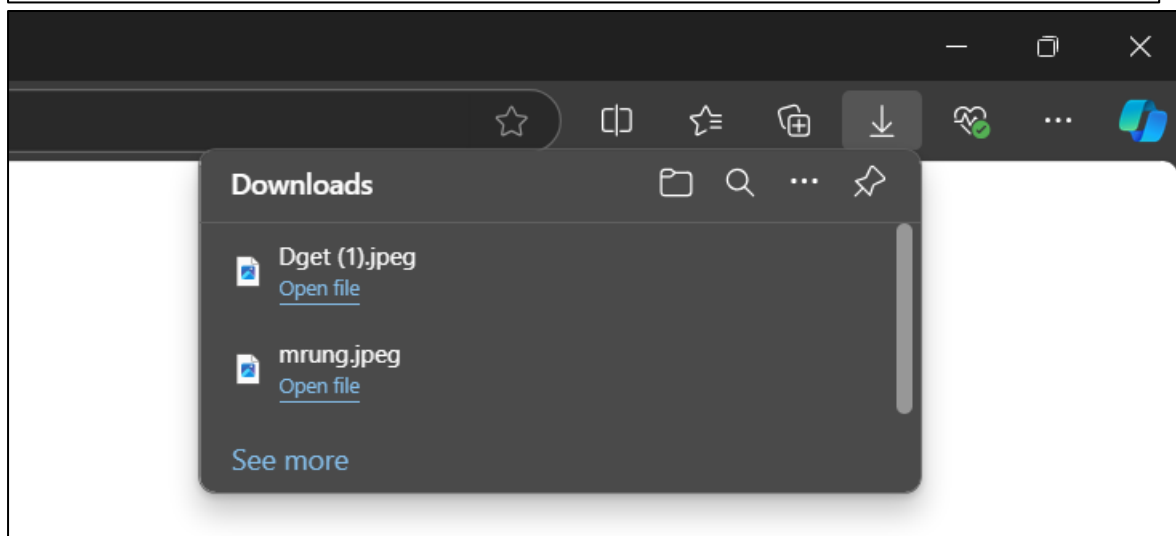 Downloads
Dget (1).jpeg
Open file
mrung.jpeg
Open file
See more